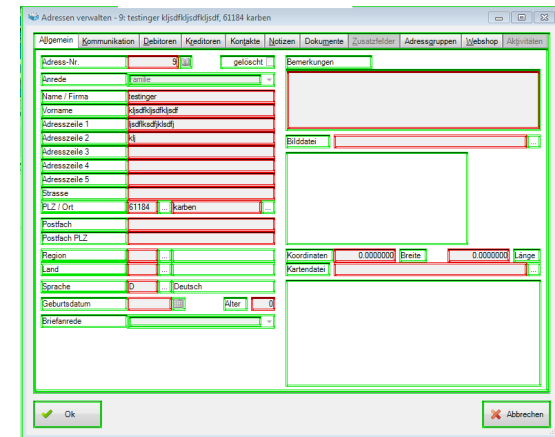 Adressen verwalten - 9: testinger kljsdfkljsdfkljsdf, 61184 karben
Allgemein Kommunikation Debitoren Kreditoren Kontakte Notizen Dokumente Zusatzfelder Adressgruppen Webshop Aktivitäten
Adress-Nr. 9 gelöscht Bemerkungen
Anrede Familie
Name / Firma testinger
Vorname kljsdfkljsdfkljsdf
Adresszeile 1 ljsdflksdfjklsdfj
Adresszeile 2 klj Bilddatei ...
Adresszeile 3
Adresszeile 4
Adresszeile 5
Strasse
PLZ / Ort 61184 ... karben ...
Postfach
Postfach PLZ
Region ... Koordinaten 0.0000000 Breite 0.0000000 Länge
Land ... Kartendatei ...
Sprache D ... Deutsch
Geburtsdatum Alter 0
Briefanrede
Ok Abbrechen